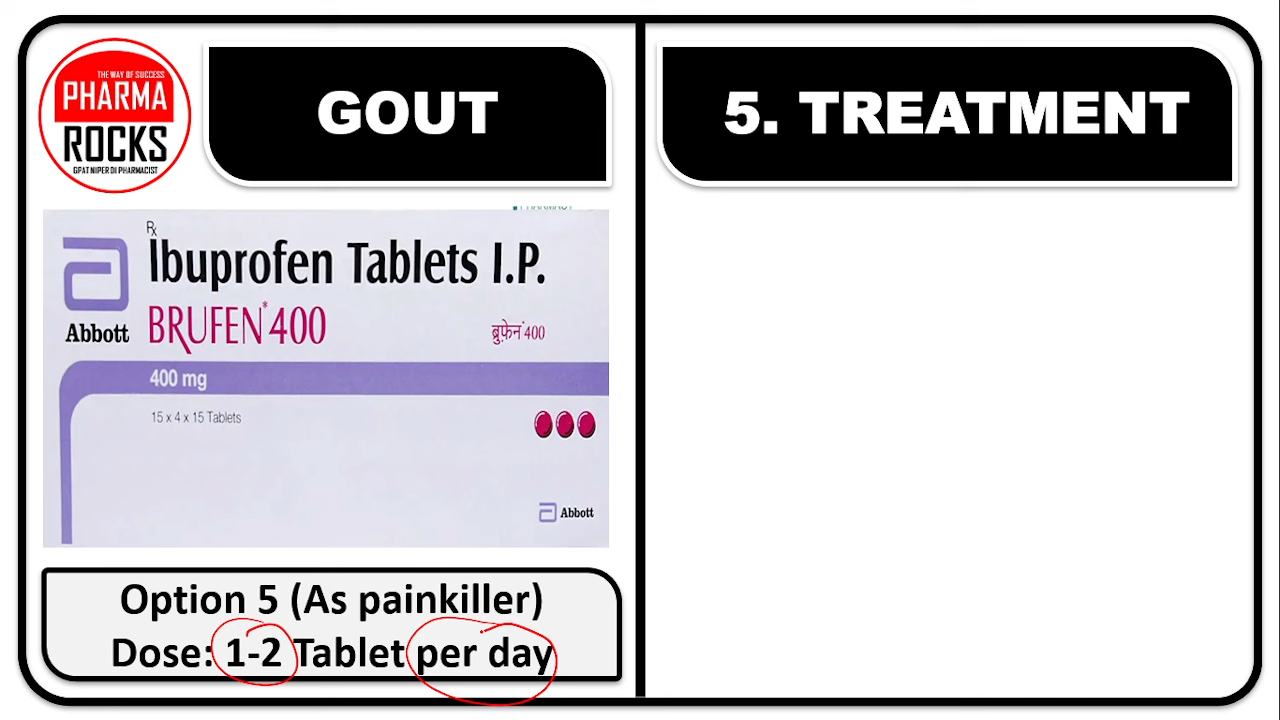 THE WAY OF SUCCESS
PHARMA
ROCKS
GPAT NIPER DI PHARMACIST
GOUT
5. TREATMENT
Rx
Ibuprofen Tablets I.P.
Abbott
BRUFEN*400
ब्रुफ़ेन*400
400 mg
15 x 4 x 15 Tablets
Abbott
Option 5 (As painkiller)
Dose: 1-2 Tablet per day